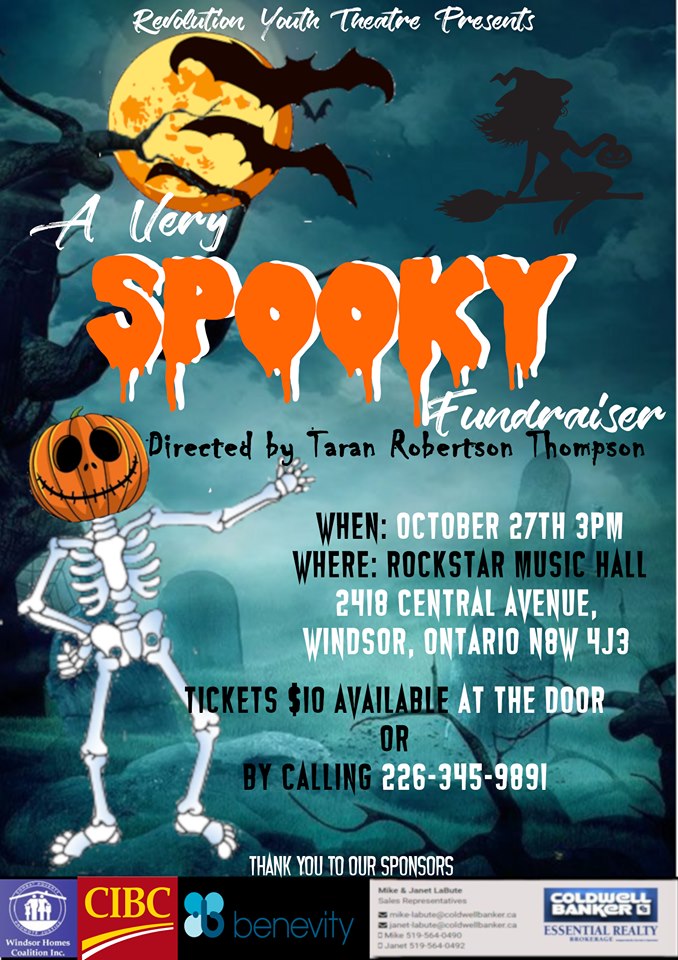 Revolution Youth Theatre Presents
A Very
SPOOKY
Fundraiser
Directed by Taran Robertson Thompson
WHEN: OCTOBER 27TH 3PM
WHERE: ROCKSTAR MUSIC HALL
2418 CENTRAL AVENUE,
WINDSOR, ONTARIO N8W 4J3
TICKETS $10 AVAILABLE AT THE DOOR
OR
BY CALLING 226-345-9891
THANK YOU TO OUR SPONSORS
Windsor Homes
Coalition Inc.
CIBC
benevity
Mike & Janet LaBute
Sales Representatives
mike-labute@coldwellbanker.ca
janet-labute@coldwellbanker.ca
Mike 519-564-0490
Janet 519-564-0492
COLDWELL
BANKER
ESSENTIAL REALTY
BROKERAGE